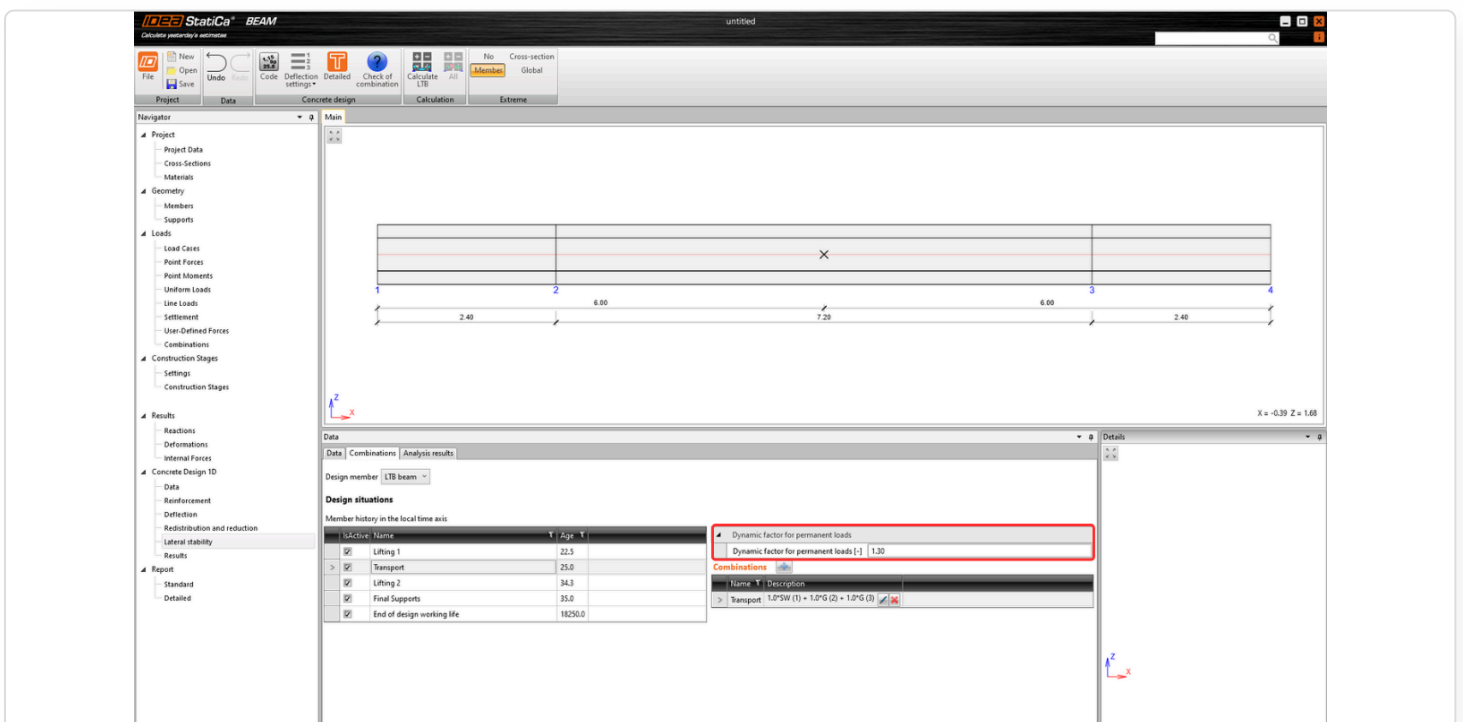 IDEA StatiCa® BEAM
Calculate yesterday's estimates
untitled
File
New
Open
Save
Undo Redo
Code
Deflection settings
Detailed
Check of combination
Calculate LTB
All
No Cross-section
Member Global
Project Data Concrete design Calculation Extreme
Navigator
Project
Project Data
Cross-Sections
Materials
Geometry
Members
Supports
Loads
Load Cases
Point Forces
Point Moments
Uniform Loads
Line Loads
Settlement
User-Defined Forces
Combinations
Construction Stages
Settings
Construction Stages
Results
Reactions
Deformations
Internal Forces
Concrete Design 1D
Data
Reinforcement
Deflection
Redistribution and reduction
Lateral stability
Results
Report
Standard
Detailed
Main
1 2 3 4
6.00 6.00
2.40 7.20 2.40
Z
X
X = -0.39 Z = 1.68
Data
Data Combinations Analysis results
Design member LTB beam
Design situations
Member history in the local time axis
IsActive Name Age
Lifting 1 22.5
Transport 25.0
Lifting 2 34.3
Final Supports 35.0
End of design working life 18250.0
Dynamic factor for permanent loads
Dynamic factor for permanent loads [-] 1.30
Combinations
Name Description
Transport 1.0*SW (1) + 1.0*G (2) + 1.0*G (3)
Details
Z
X